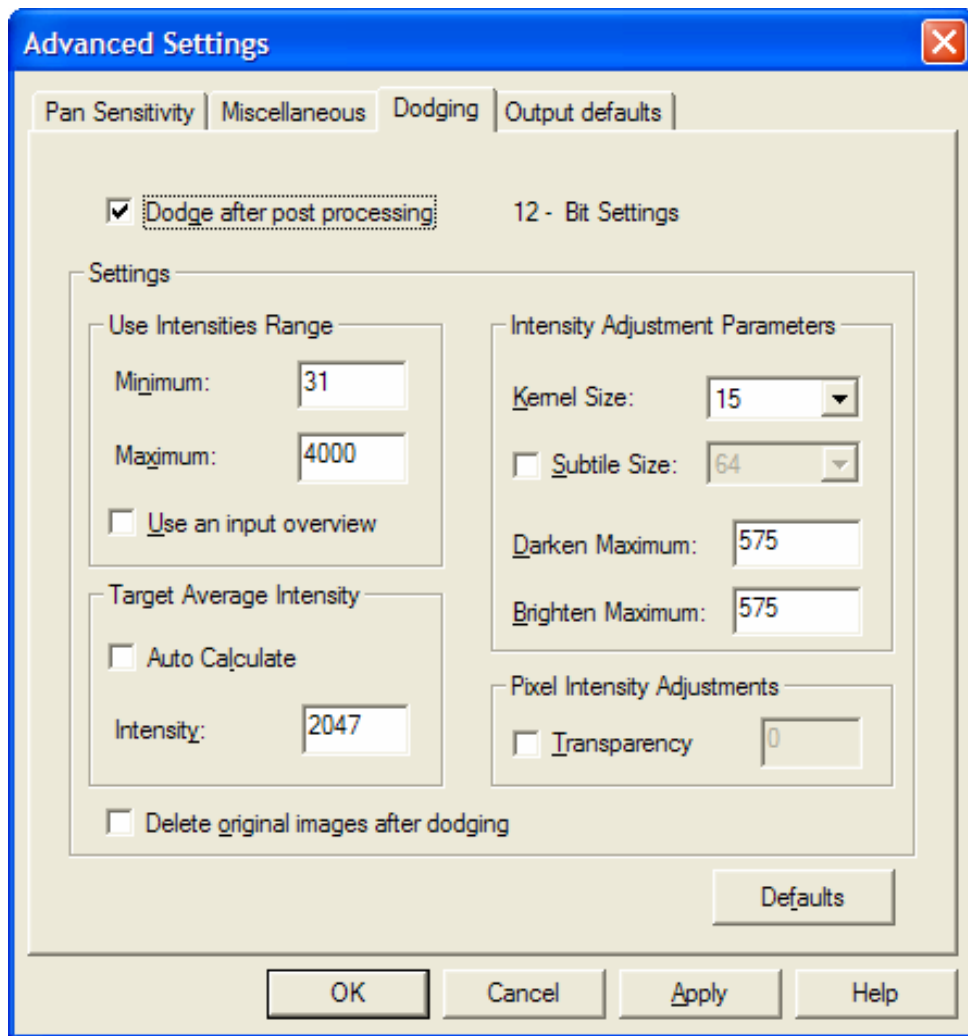 Advanced Settings
Pan Sensitivity Miscellaneous Dodging Output defaults
Dodge after post processing 12 - Bit Settings
Settings
Use Intensities Range
Minimum: 31
Maximum: 4000
Use an input overview
Target Average Intensity
Auto Calculate
Intensity: 2047
Intensity Adjustment Parameters
Kernel Size: 15
Subtile Size: 64
Darken Maximum: 575
Brighten Maximum: 575
Pixel Intensity Adjustments
Transparency 0
Delete original images after dodging
Defaults
OK Cancel Apply Help